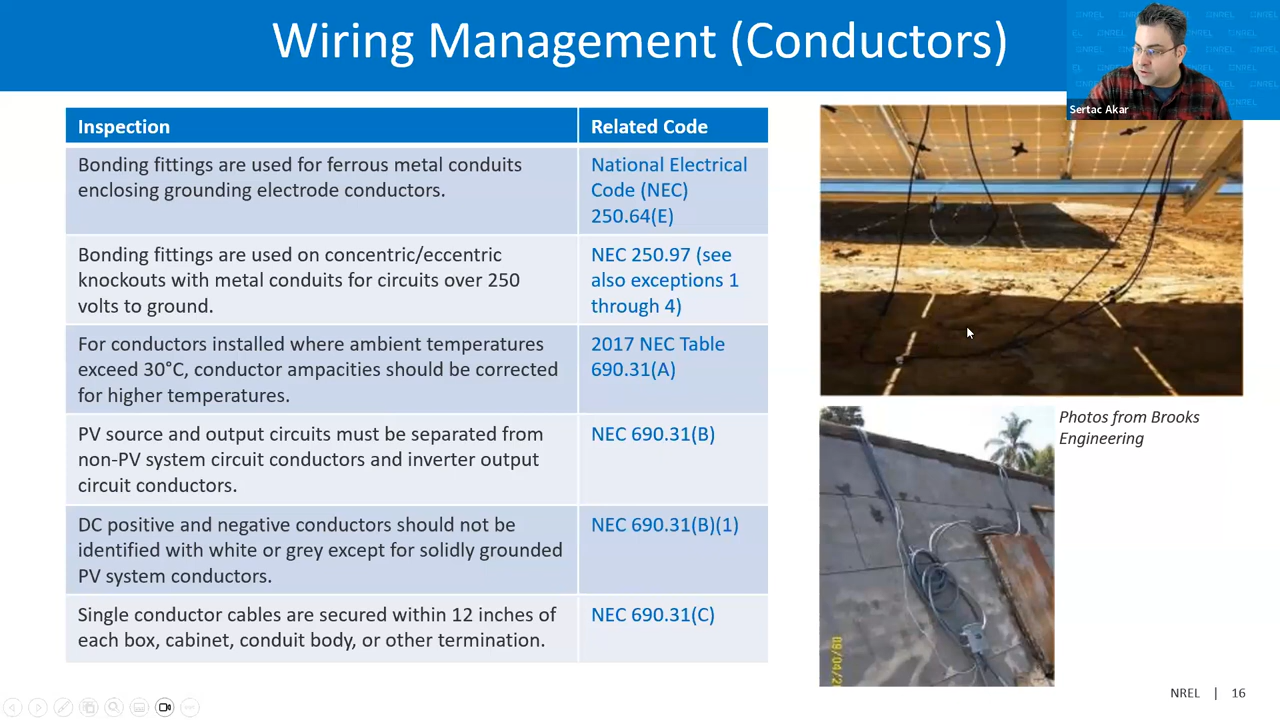 Wiring Management (Conductors)
NREL
Sertac Akar
Inspection
Related Code
Bonding fittings are used for ferrous metal conduits
enclosing grounding electrode conductors.
National Electrical
Code (NEC)
250.64(E)
Bonding fittings are used on concentric/eccentric
knockouts with metal conduits for circuits over 250
volts to ground.
NEC 250.97 (see
also exceptions 1
through 4)
For conductors installed where ambient temperatures
exceed 30°C, conductor ampacities should be corrected
for higher temperatures.
2017 NEC Table
690.31(A)
PV source and output circuits must be separated from
non-PV system circuit conductors and inverter output
circuit conductors.
NEC 690.31(B)
DC positive and negative conductors should not be
identified with white or grey except for solidly grounded
PV system conductors.
NEC 690.31(B)(1)
Single conductor cables are secured within 12 inches of
each box, cabinet, conduit body, or other termination.
NEC 690.31(C)
Photos from Brooks
Engineering
09/04/2
NREL | 16